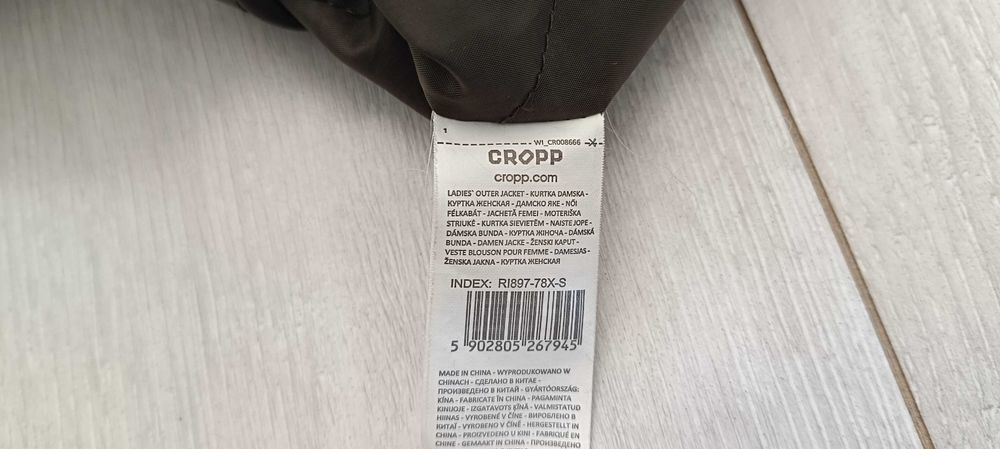 1
WI_CR008666
CROPP
cropp.com
LADIES` OUTER JACKET - KURTKA DAMSKA -
КУРТКА ЖЕНСКАЯ - ДАМСКО ЯКЕ - NŐI
FÉLKABÁT - JACHETĂ FEMEI - MOTERIŠKA
STRIUKĖ - KURTKA SIEVIETĒM - NAISTE JOPE -
DÁMSKA BUNDA - КУРТКА ЖІНОЧА - DÁMSKÁ
BUNDA - DAMEN JACKE - ŽENSKI KAPUT -
VESTE BLOUSON POUR FEMME - DAMESJAS -
ŽENSKA JAKNA - КУРТКА ЖЕНСКАЯ
INDEX: RI897-78X-S
5 902805 267945
MADE IN CHINA - WYPRODUKOWANO W
CHINACH - СДЕЛАНО В КИТАЕ -
ПРОИЗВЕДЕНО В КИТАЙ - GYÁRTÓORSZÁG:
KÍNA - FABRICATE ÎN CHINA - PAGAMINTA
KINIJOJE - IZGATAVOTS ĶĪNĀ - VALMISTATUD
HIINAS - VYROBENÉ V ČÍNE - ВИРОБЛЕНО В
КИТАЇ - VYROBENO V ČÍNĚ - HERGESTELLT IN
CHINA - PROIZVEDENO U KINI - FABRIQUÉ EN
CHINE - GEMAAKT IN CHINA -